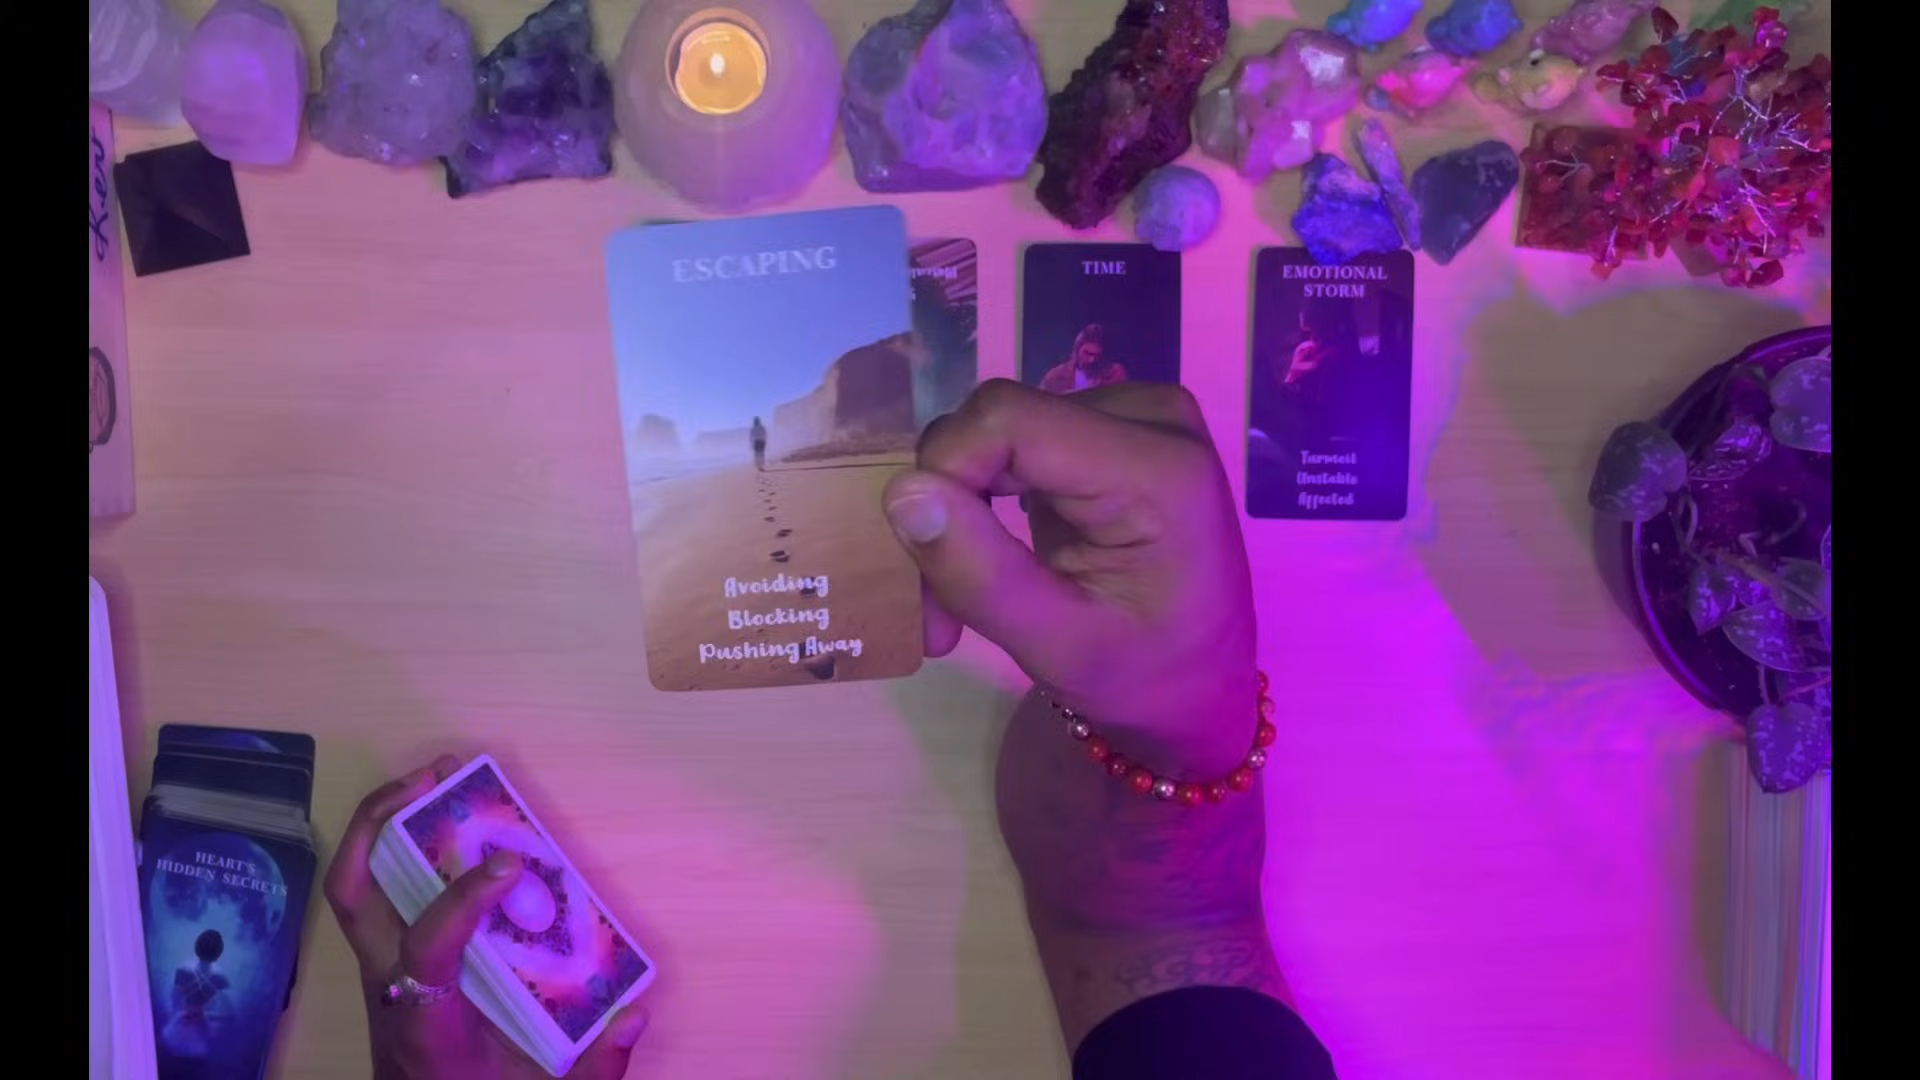 ESCAPING
Avoiding
Blocking
Pushing Away
TIME
EMOTIONAL
STORM
Turmoil
Unstable
Affected
HEART'S
HIDDEN SECRETS